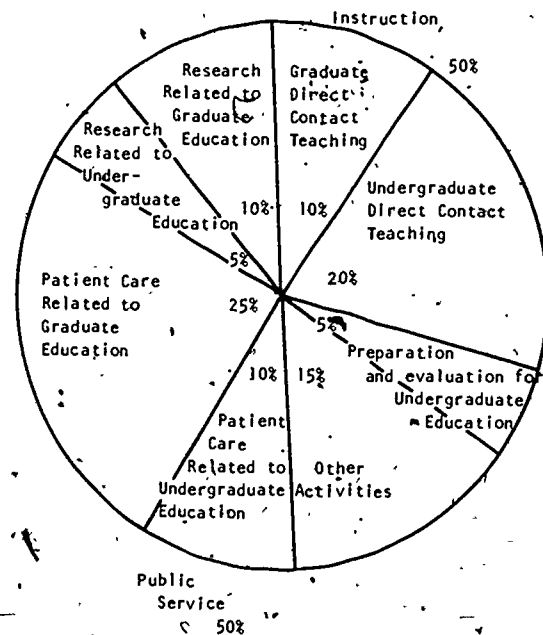 Instruction
50%
Research
Related to
Graduate
Education
10%
Graduate
Direct
Contact
Teaching
10%
Undergraduate
Direct Contact
Teaching
20%
5%
Preparation
and evaluation for
Undergraduate
Education
15%
Other
Activities
10%
Patient
Care
Related to
Undergraduate
Education
25%
Patient Care
Related to
Graduate
Education
5%
Research
Related to
Under-
graduate
Education
Public
Service
50%